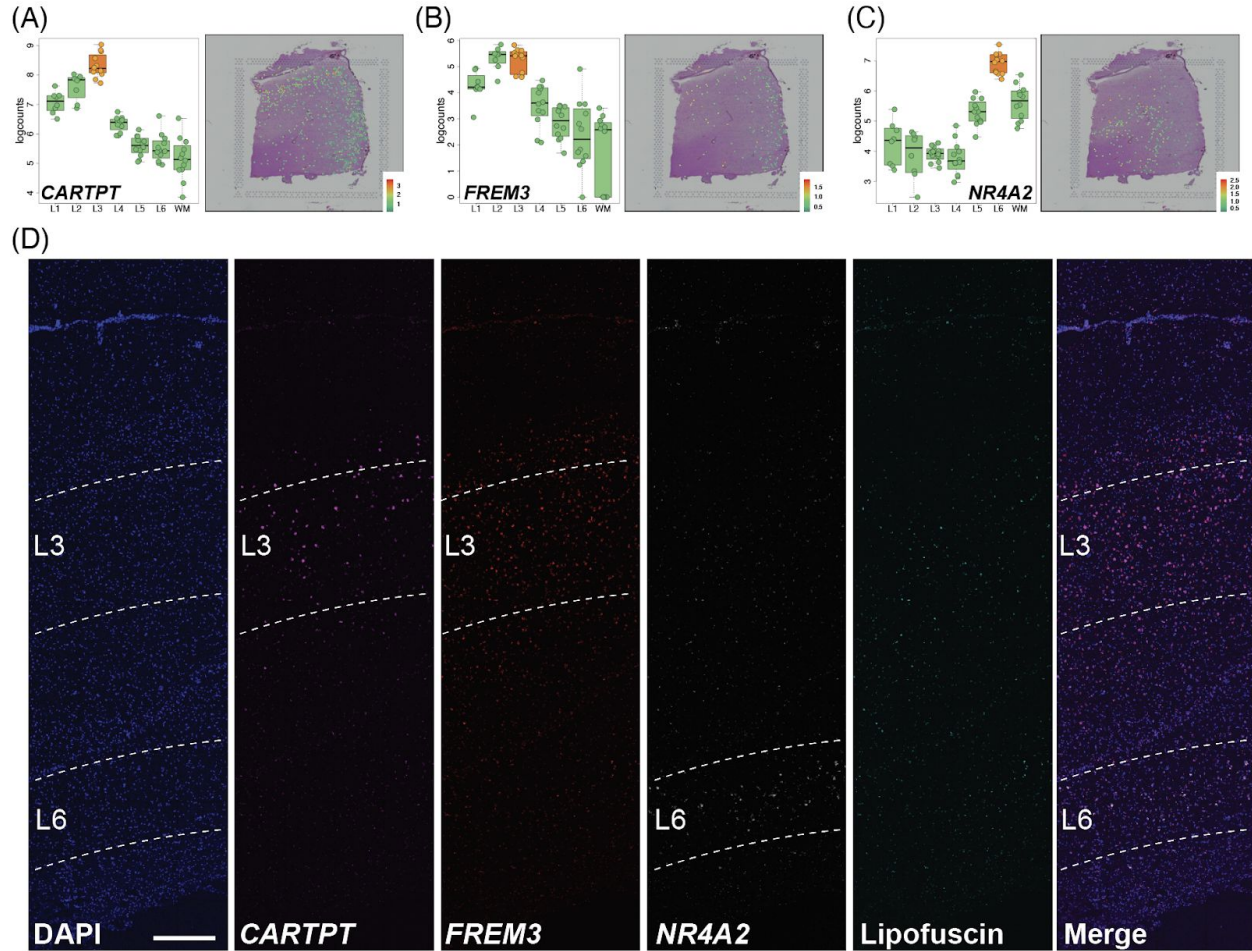 (A)
9
8
7
6
5
4
logcounts
CARTPT
L1 L2 L3 L4 L5 L6 WM
3
2
1
(B)
6
5
4
3
2
1
0
logcounts
FREM3
L1 L2 L3 L4 L5 L6 WM
1.5
1.0
0.5
(C)
7
6
5
4
3
logcounts
NR4A2
L1 L2 L3 L4 L5 L6 WM
2.5
2.0
1.5
1.0
0.5
(D)
L3 L3 L3 L3
L6 L6 L6
DAPI CARTPT FREM3 NR4A2 Lipofuscin Merge